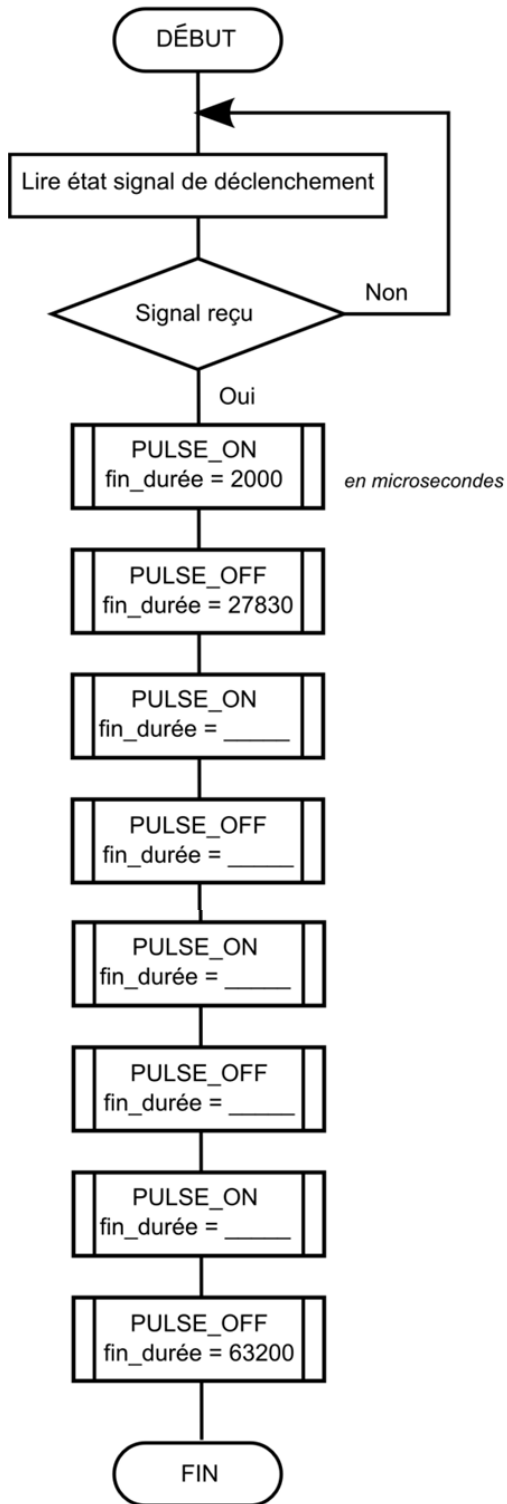 DÉBUT
Lire état signal de déclenchement
Signal reçu
Non
Oui
PULSE_ON
fin_durée = 2000
en microsecondes
PULSE_OFF
fin_durée = 27830
PULSE_ON
fin_durée = _____
PULSE_OFF
fin_durée = _____
PULSE_ON
fin_durée = _____
PULSE_OFF
fin_durée = _____
PULSE_ON
fin_durée = _____
PULSE_OFF
fin_durée = 63200
FIN